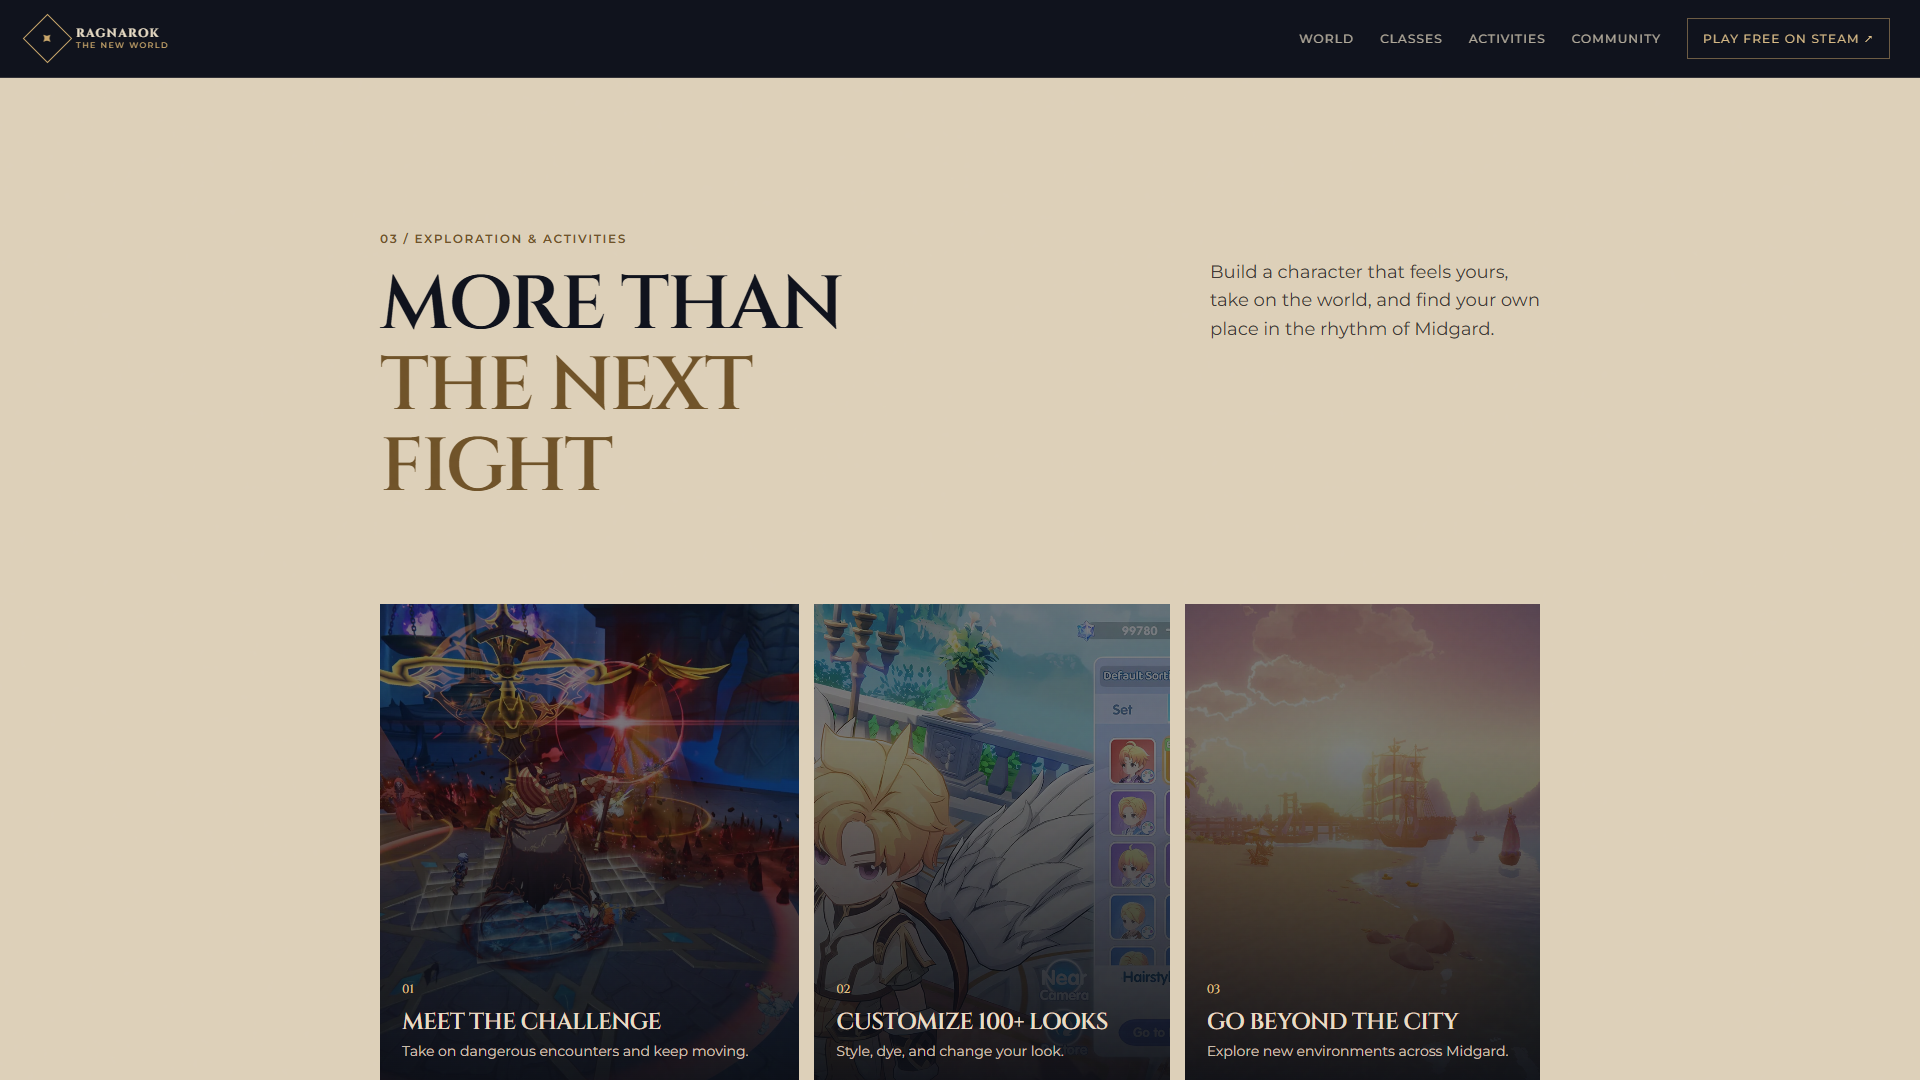 RAGNAROK
THE NEW WORLD
WORLD
CLASSES
ACTIVITIES
COMMUNITY
PLAY FREE ON STEAM ↗
03 / EXPLORATION & ACTIVITIES
MORE THAN
THE NEXT
FIGHT
Build a character that feels yours,
take on the world, and find your own
place in the rhythm of Midgard.
01
MEET THE CHALLENGE
Take on dangerous encounters and keep moving.
99780
Default Sorti
Set
Near
Camera
Hairsty
Go to
02
CUSTOMIZE 100+ LOOKS
Style, dye, and change your look.
03
GO BEYOND THE CITY
Explore new environments across Midgard.